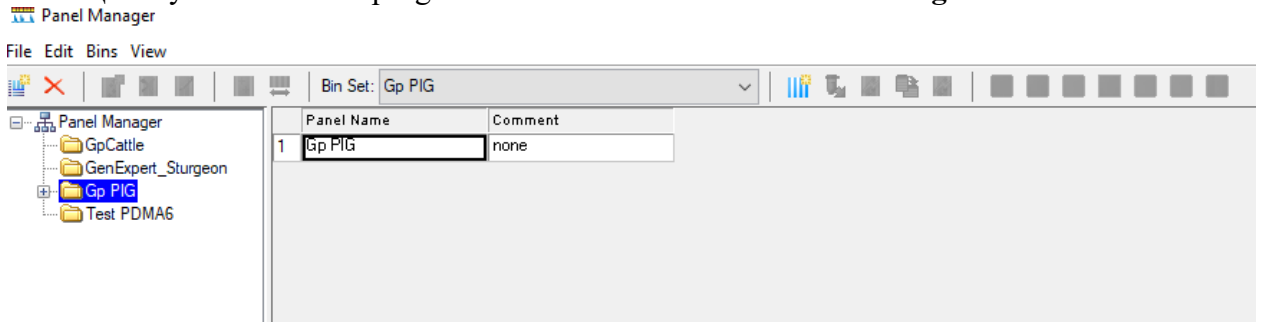 Panel Manager
File Edit Bins View
Bin Set: Gp PIG
Panel Manager
GpCattle
GenExpert_Sturgeon
Gp PIG
Test PDMA6
Panel Name Comment
1 Gp PIG none